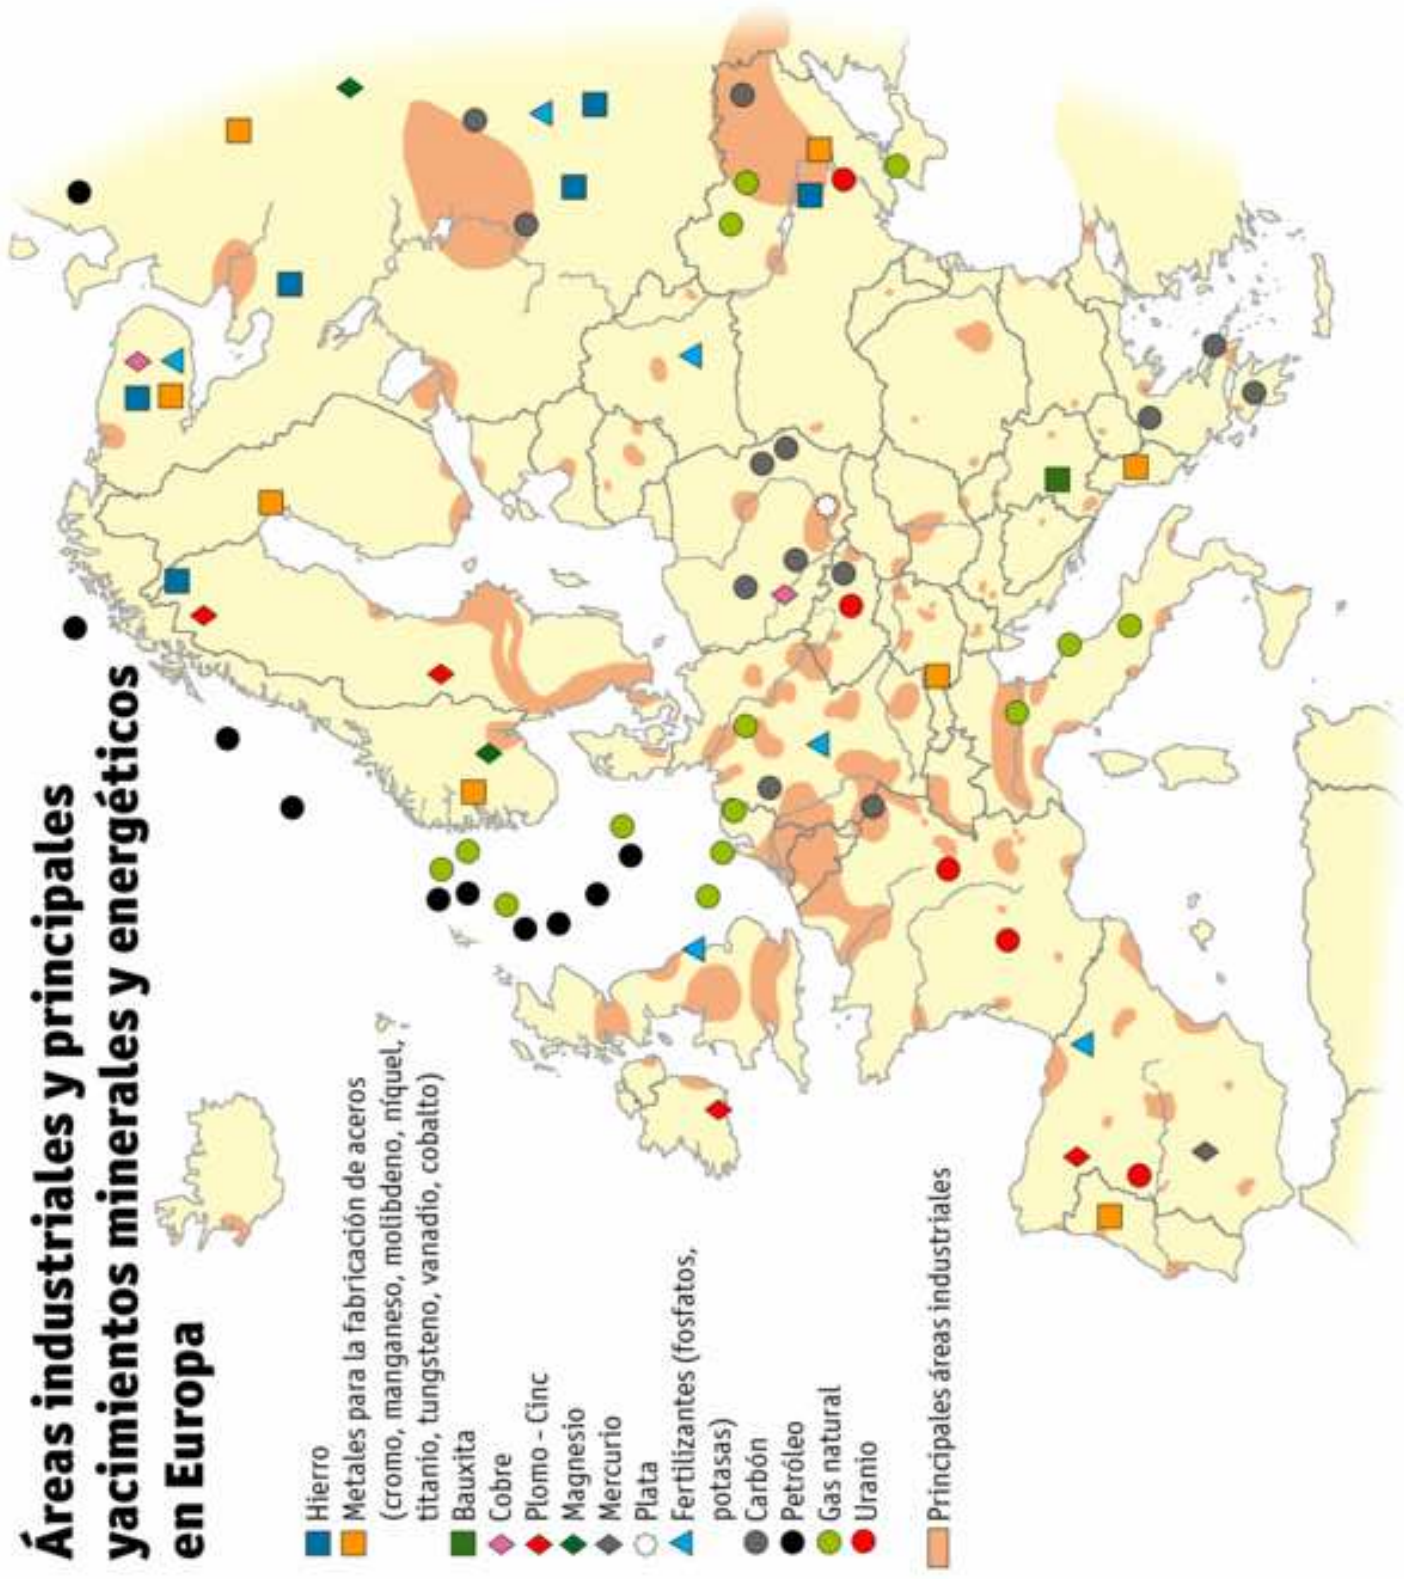 Áreas industriales y principales
yacimientos minerales y energéticos
en Europa
Hierro
Metales para la fabricación de aceros
(cromo, manganeso, molibdeno, níquel,
titanio, tungsteno, vanadio, cobalto)
Bauxita
Cobre
Plomo - Cinc
Magnesio
Mercurio
Plata
Fertilizantes (fosfatos,
potasas)
Carbón
Petróleo
Gas natural
Uranio
Principales áreas industriales